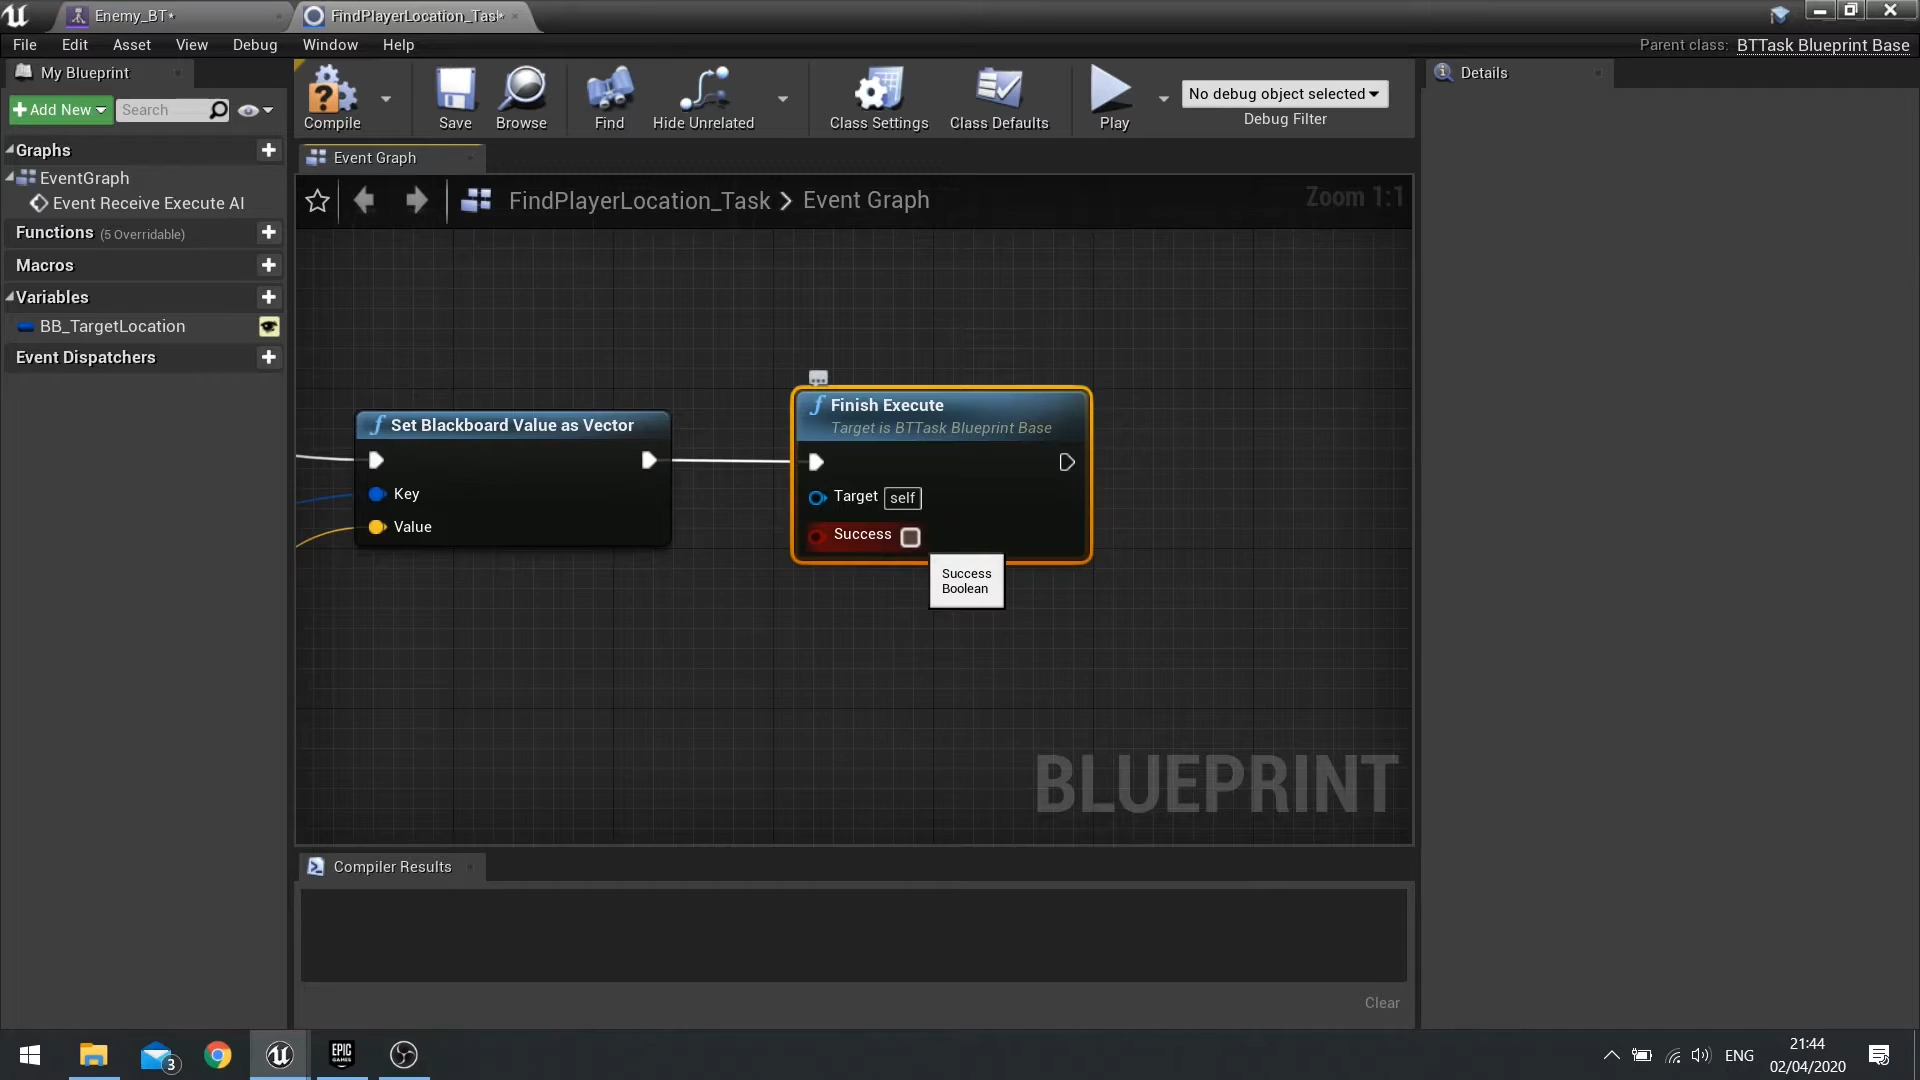 Enemy_BT*
FindPlayerLocation_Task*
File Edit Asset View Debug Window Help
Parent class: BTTask Blueprint Base
My Blueprint
Add New
Search
Compile
Save
Browse
Find
Hide Unrelated
Class Settings
Class Defaults
Play
No debug object selected
Debug Filter
Details
Graphs
EventGraph
Event Receive Execute AI
Functions (5 Overridable)
Macros
Variables
BB_TargetLocation
Event Dispatchers
Event Graph
FindPlayerLocation_Task > Event Graph
Zoom 1:1
Set Blackboard Value as Vector
Key
Value
Finish Execute
Target is BTTask Blueprint Base
Target self
Success
Success
Boolean
BLUEPRINT
Compiler Results
Clear
3
EPIC
GAMES
ENG
21:44
02/04/2020